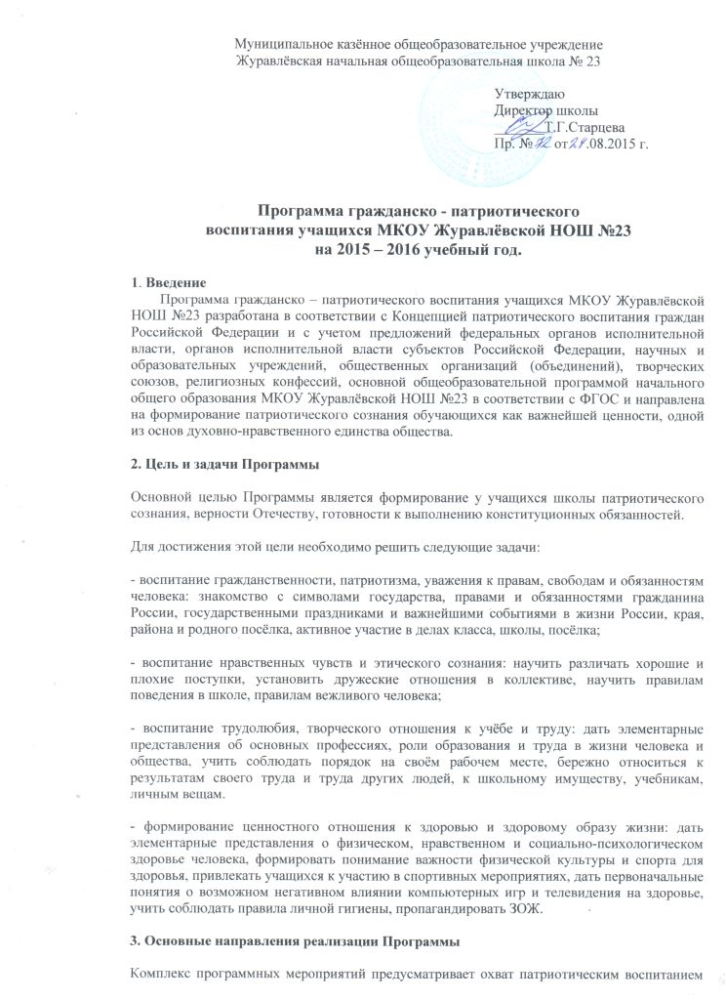 Муниципальное казённое общеобразовательное учреждение
Журавлёвская начальная общеобразовательная школа № 23
Утверждаю
Директор школы
Т.Г.Старцева
Пр. № 72 от 24.08.2015 г.
Программа гражданско - патриотического
воспитания учащихся МКОУ Журавлёвской НОШ №23
на 2015 – 2016 учебный год.
1. Введение
Программа гражданско – патриотического воспитания учащихся МКОУ Журавлёвской
НОШ №23 разработана в соответствии с Концепцией патриотического воспитания граждан
Российской Федерации и с учетом предложений федеральных органов исполнительной
власти, органов исполнительной власти субъектов Российской Федерации, научных и
образовательных учреждений, общественных организаций (объединений), творческих
союзов, религиозных конфессий, основной общеобразовательной программой начального
общего образования МКОУ Журавлёвской НОШ №23 в соответствии с ФГОС и направлена
на формирование патриотического сознания обучающихся как важнейшей ценности, одной
из основ духовно-нравственного единства общества.
2. Цель и задачи Программы
Основной целью Программы является формирование у учащихся школы патриотического
сознания, верности Отечеству, готовности к выполнению конституционных обязанностей.
Для достижения этой цели необходимо решить следующие задачи:
- воспитание гражданственности, патриотизма, уважения к правам, свободам и обязанностям
человека: знакомство с символами государства, правами и обязанностями гражданина
России, государственными праздниками и важнейшими событиями в жизни России, края,
района и родного посёлка, активное участие в делах класса, школы, посёлка;
- воспитание нравственных чувств и этического сознания: научить различать хорошие и
плохие поступки, установить дружеские отношения в коллективе, научить правилам
поведения в школе, правилам вежливого человека;
- воспитание трудолюбия, творческого отношения к учёбе и труду: дать элементарные
представления об основных профессиях, роли образования и труда в жизни человека и
общества, учить соблюдать порядок на своём рабочем месте, бережно относиться к
результатам своего труда и труда других людей, к школьному имуществу, учебникам,
личным вещам.
- формирование ценностного отношения к здоровью и здоровому образу жизни: дать
элементарные представления о физическом, нравственном и социально-психологическом
здоровье человека, формировать понимание важности физической культуры и спорта для
здоровья, привлекать учащихся к участию в спортивных мероприятиях, дать первоначальные
понятия о возможном негативном влиянии компьютерных игр и телевидения на здоровье,
учить соблюдать правила личной гигиены, пропагандировать ЗОЖ.
3. Основные направления реализации Программы
Комплекс программных мероприятий предусматривает охват патриотическим воспитанием